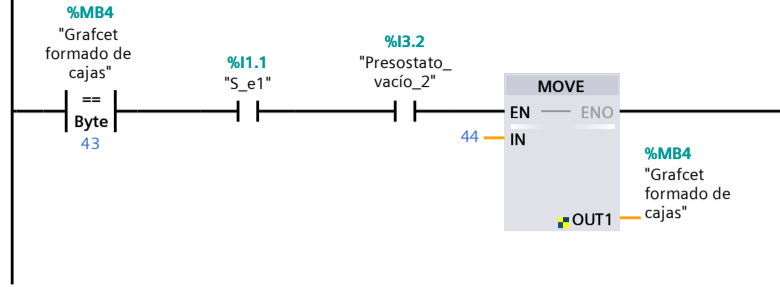 %MB4
"Grafcet
formado de
cajas"
==
Byte
43
%I1.1
"S_e1"
%I3.2
"Presostato_
vacío_2"
MOVE
EN
ENO
44
IN
OUT1
%MB4
"Grafcet
formado de
cajas"